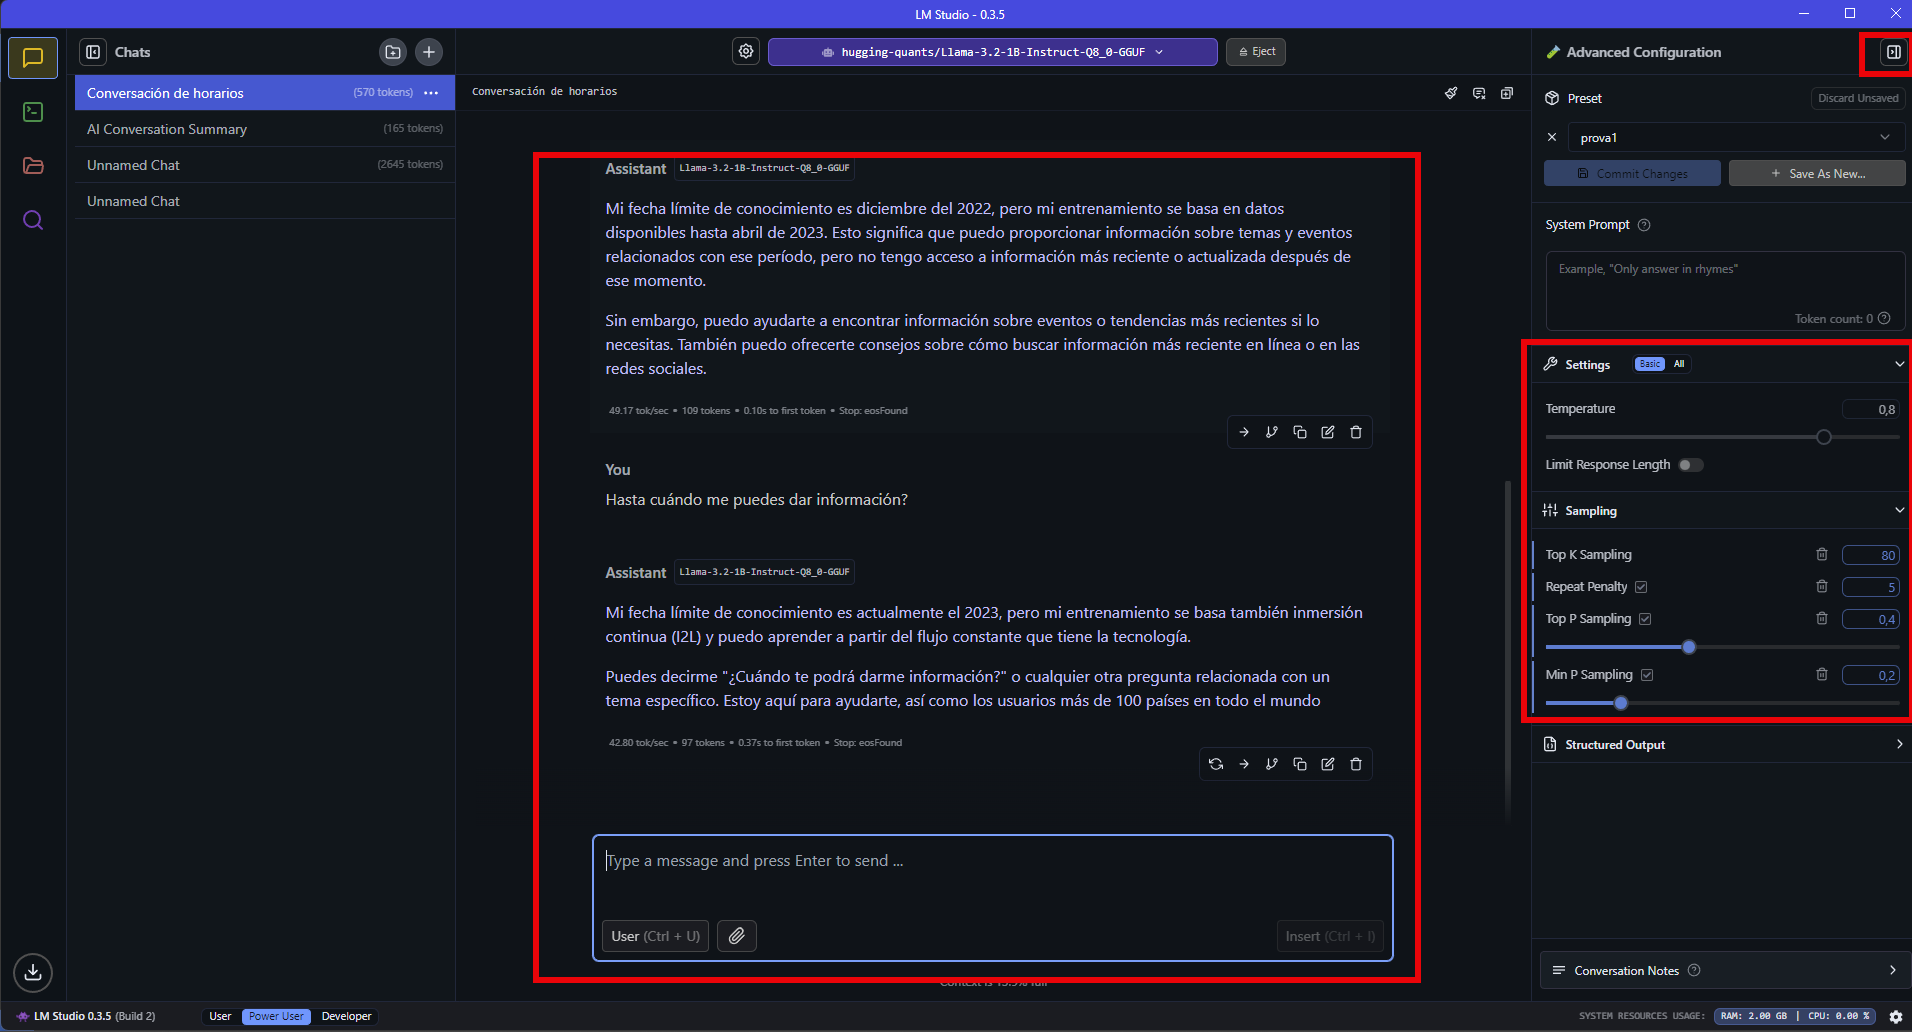 LM Studio - 0.3.5
Chats
Conversación de horarios (570 tokens)
AI Conversation Summary (165 tokens)
Unnamed Chat (2645 tokens)
Unnamed Chat
hugging-quants/Llama-3.2-1B-Instruct-Q8_0-GGUF
Eject
Conversación de horarios
Assistant Llama-3.2-1B-Instruct-Q8_0-GGUF
Mi fecha límite de conocimiento es diciembre del 2022, pero mi entrenamiento se basa en datos
disponibles hasta abril de 2023. Esto significa que puedo proporcionar información sobre temas y eventos
relacionados con ese período, pero no tengo acceso a información más reciente o actualizada después de
ese momento.
Sin embargo, puedo ayudarte a encontrar información sobre eventos o tendencias más recientes si lo
necesitas. También puedo ofrecerte consejos sobre cómo buscar información más reciente en línea o en las
redes sociales.
49.17 tok/sec • 109 tokens • 0.10s to first token • Stop: eosFound
You
Hasta cuándo me puedes dar información?
Assistant Llama-3.2-1B-Instruct-Q8_0-GGUF
Mi fecha límite de conocimiento es actualmente el 2023, pero mi entrenamiento se basa también inmersión
continua (I2L) y puedo aprender a partir del flujo constante que tiene la tecnología.
Puedes decirme "¿Cuándo te podrá darme información?" o cualquier otra pregunta relacionada con un
tema específico. Estoy aquí para ayudarte, así como los usuarios más de 100 países en todo el mundo
42.80 tok/sec • 97 tokens • 0.37s to first token • Stop: eosFound
Type a message and press Enter to send ...
User (Ctrl + U)
Insert (Ctrl + I)
Advanced Configuration
Preset
Discard Unsaved
prova1
Commit Changes
+ Save As New...
System Prompt
Example, "Only answer in rhymes"
Token count: 0
Settings Basic All
Temperature 0,8
Limit Response Length
Sampling
Top K Sampling 80
Repeat Penalty 5
Top P Sampling 0,4
Min P Sampling 0,2
Structured Output
Conversation Notes
LM Studio 0.3.5 (Build 2)
User Power User Developer
SYSTEM RESOURCES USAGE: RAM: 2.00 GB | CPU: 0.00 %